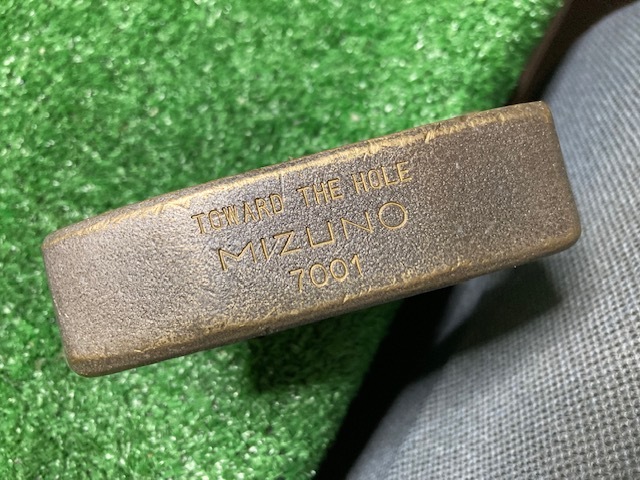 TOWARD THE HOLE
MIZUNO
7001